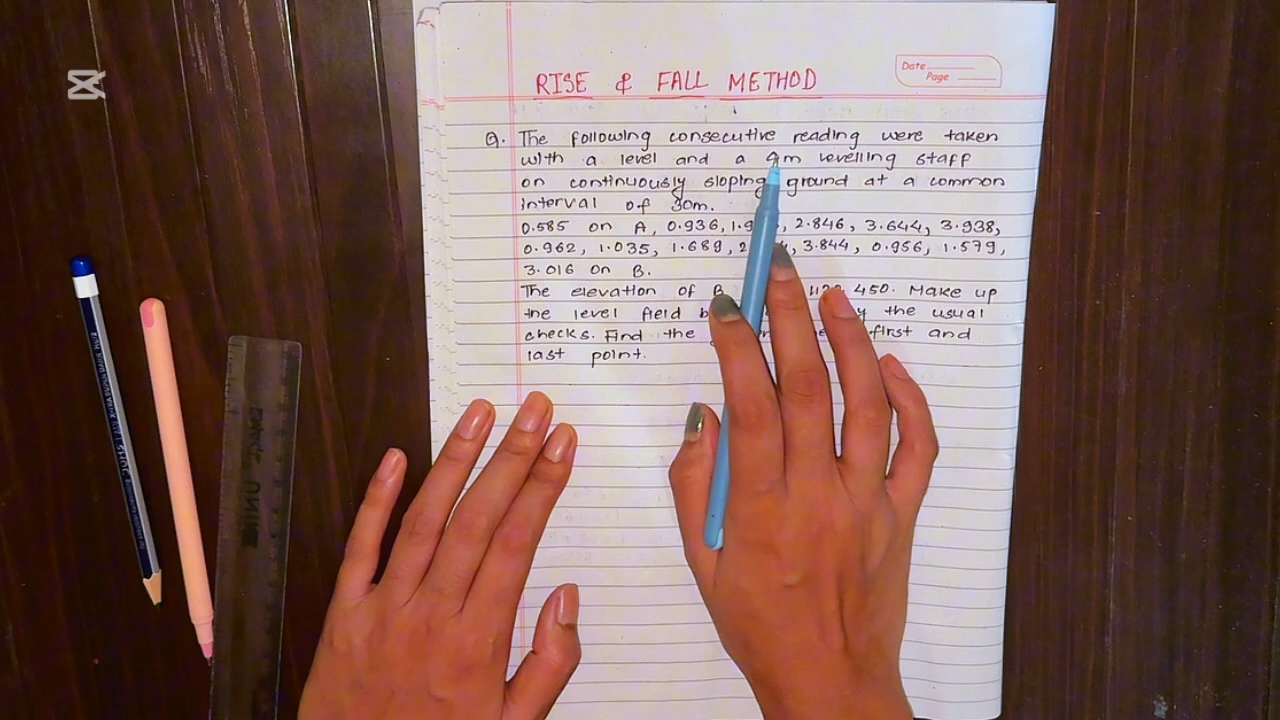 RISE & FALL METHOD
Date
Page
Q. The following consecutive reading were taken
with a level and a m levelling staff
on continuously sloping ground at a common
interval of 30m.
0.585 on A, 0.936, 2.846, 3.644, 3.938,
0.962, 1.035, 1.689, 3.844, 0.956, 1.579,
3.016 on B.
The elevation of B 450. Make up
the level field the usual
checks. Find the first and
last point.